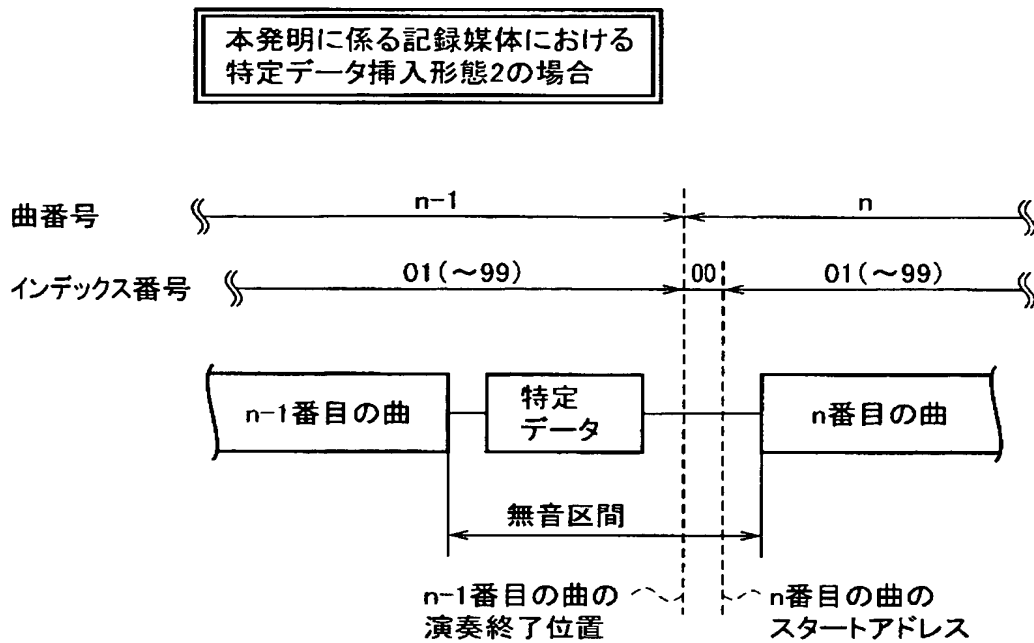 本発明に係る記録媒体における
特定データ挿入形態2の場合
曲番号
n-1
n
インデックス番号
01(～99)
00
01(～99)
n-1番目の曲
特定
データ
n番目の曲
無音区間
n-1番目の曲の
演奏終了位置
n番目の曲の
スタートアドレス